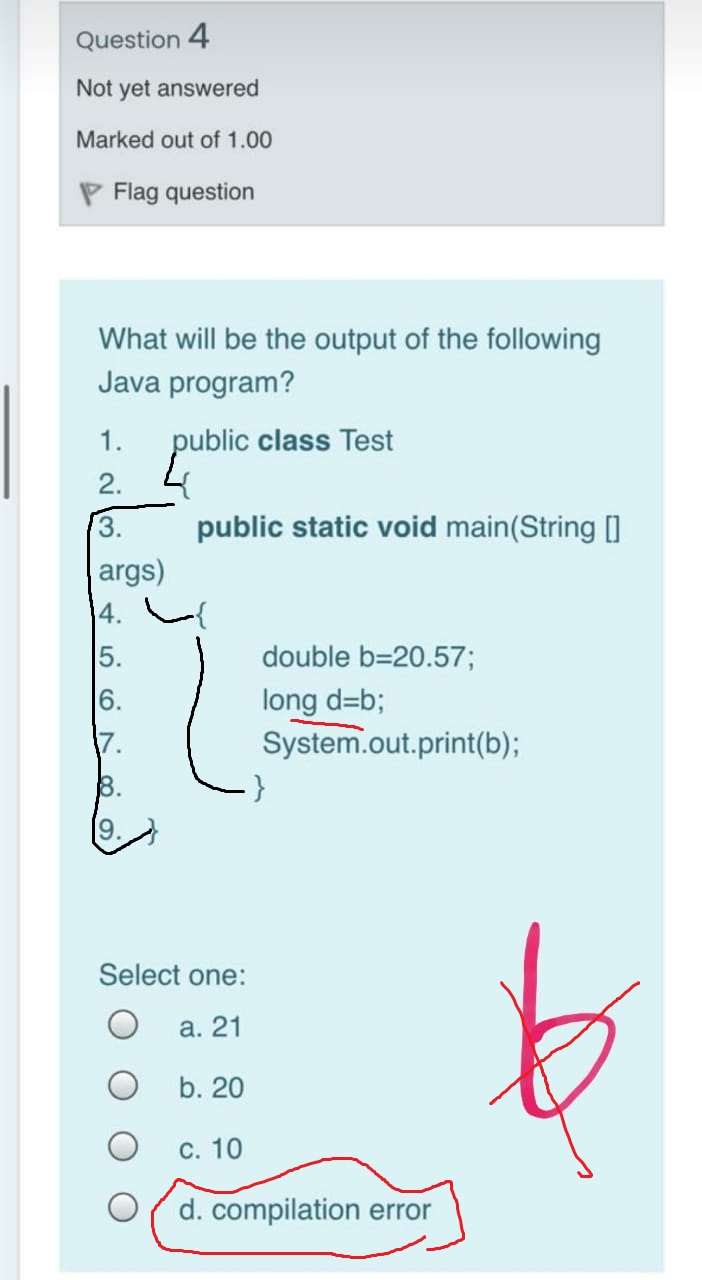 Question 4
Not yet answered
Marked out of 1.00
Flag question
What will be the output of the following
Java program?
1. public class Test
2. {
3. public static void main(String []
args)
4. {
5. double b=20.57;
6. long d=b;
7. System.out.print(b);
8. }
9. }
Select one:
a. 21
b. 20
c. 10
d. compilation error
b